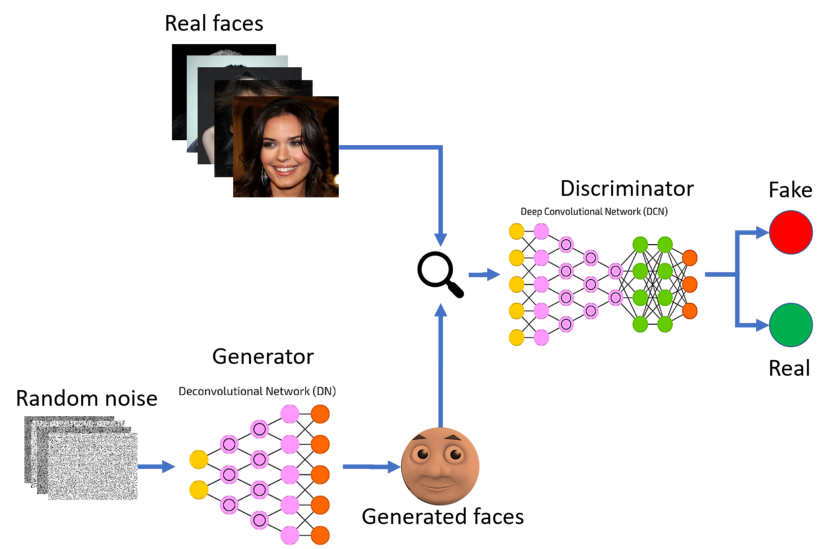 Real faces
Discriminator
Deep Convolutional Network (DCN)
Fake
Real
Generator
Deconvolutional Network (DN)
Random noise
Generated faces